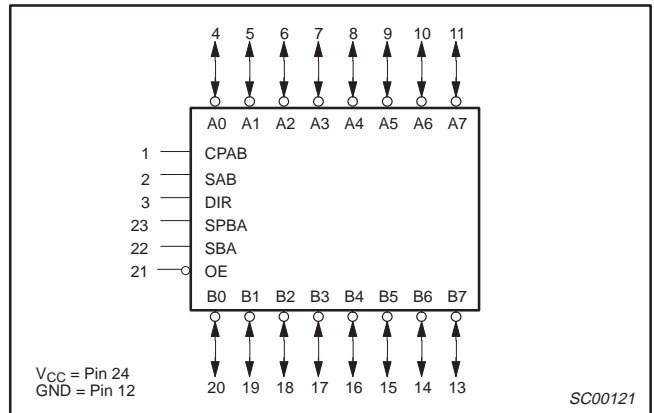 4 5 6 7 8 9 10 11
A0 A1 A2 A3 A4 A5 A6 A7
1 CPAB
2 SAB
3 DIR
23 SPBA
22 SBA
21 OE
B0 B1 B2 B3 B4 B5 B6 B7
20 19 18 17 16 15 14 13
VCC = Pin 24
GND = Pin 12
SC00121